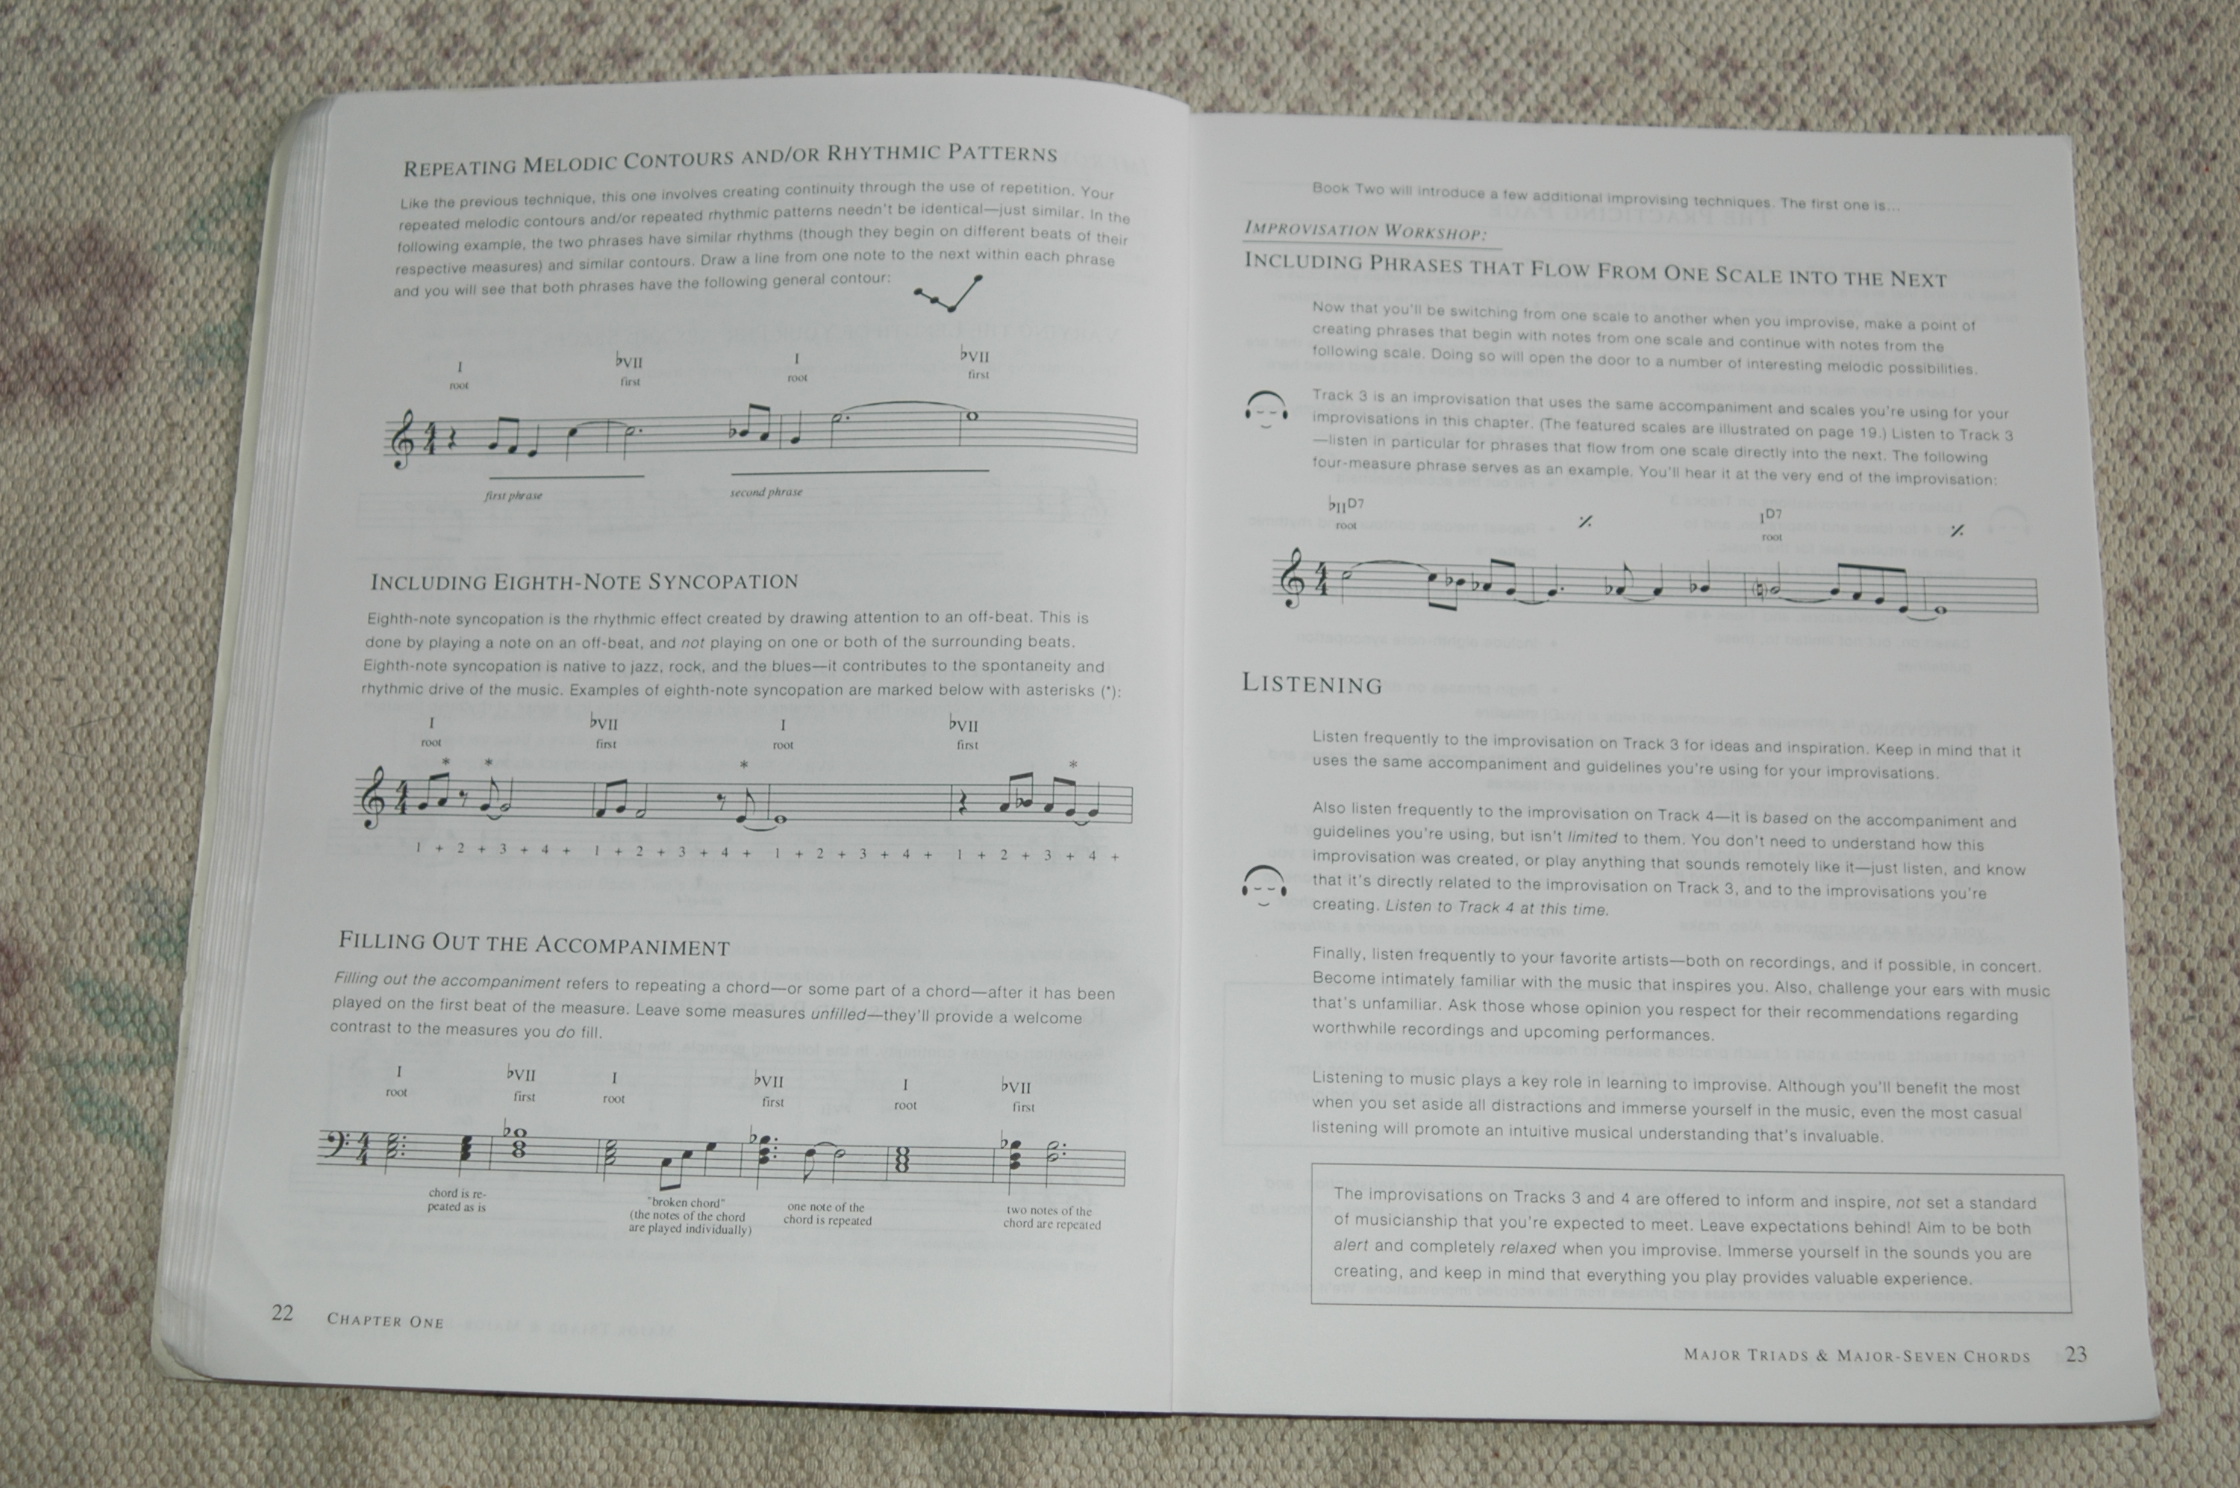 REPEATING MELODIC CONTOURS AND/OR RHYTHMIC PATTERNS
Like the previous technique, this one involves creating continuity through the use of repetition. Your
repeated melodic contours and/or repeated rhythmic patterns needn't be identical—just similar. In the
following example, the two phrases have similar rhythms (though they begin on different beats of their
respective measures) and similar contours. Draw a line from one note to the next within each phrase
and you will see that both phrases have the following general contour:
I ♭VII I ♭VII
root first root first
first phrase second phrase
INCLUDING EIGHTH-NOTE SYNCOPATION
Eighth-note syncopation is the rhythmic effect created by drawing attention to an off-beat. This is
done by playing a note on an off-beat, and not playing on one or both of the surrounding beats.
Eighth-note syncopation is native to jazz, rock, and the blues—it contributes to the spontaneity and
rhythmic drive of the music. Examples of eighth-note syncopation are marked below with asterisks (*):
I ♭VII I ♭VII
root first root first
* * * *
1 + 2 + 3 + 4 + 1 + 2 + 3 + 4 + 1 + 2 + 3 + 4 + 1 + 2 + 3 + 4 +
FILLING OUT THE ACCOMPANIMENT
Filling out the accompaniment refers to repeating a chord—or some part of a chord—after it has been
played on the first beat of the measure. Leave some measures unfilled—they'll provide a welcome
contrast to the measures you do fill.
I ♭VII I ♭VII I ♭VII
root first root first root first
chord is re-
peated as is
"broken chord"
(the notes of the chord
are played individually)
one note of the
chord is repeated
two notes of the
chord are repeated
22 CHAPTER ONE
Book Two will introduce a few additional improvising techniques. The first one is...
IMPROVISATION WORKSHOP:
INCLUDING PHRASES THAT FLOW FROM ONE SCALE INTO THE NEXT
Now that you'll be switching from one scale to another when you improvise, make a point of
creating phrases that begin with notes from one scale and continue with notes from the
following scale. Doing so will open the door to a number of interesting melodic possibilities.
Track 3 is an improvisation that uses the same accompaniment and scales you're using for your
improvisations in this chapter. (The featured scales are illustrated on page 19.) Listen to Track 3
—listen in particular for phrases that flow from one scale directly into the next. The following
four-measure phrase serves as an example. You'll hear it at the very end of the improvisation:
♭IID7 ID7
root root
LISTENING
Listen frequently to the improvisation on Track 3 for ideas and inspiration. Keep in mind that it
uses the same accompaniment and guidelines you're using for your improvisations.
Also listen frequently to the improvisation on Track 4—it is based on the accompaniment and
guidelines you're using, but isn't limited to them. You don't need to understand how this
improvisation was created, or play anything that sounds remotely like it—just listen, and know
that it's directly related to the improvisation on Track 3, and to the improvisations you're
creating. Listen to Track 4 at this time.
Finally, listen frequently to your favorite artists—both on recordings, and if possible, in concert.
Become intimately familiar with the music that inspires you. Also, challenge your ears with music
that's unfamiliar. Ask those whose opinion you respect for their recommendations regarding
worthwhile recordings and upcoming performances.
Listening to music plays a key role in learning to improvise. Although you'll benefit the most
when you set aside all distractions and immerse yourself in the music, even the most casual
listening will promote an intuitive musical understanding that's invaluable.
The improvisations on Tracks 3 and 4 are offered to inform and inspire, not set a standard
of musicianship that you're expected to meet. Leave expectations behind! Aim to be both
alert and completely relaxed when you improvise. Immerse yourself in the sounds you are
creating, and keep in mind that everything you play provides valuable experience.
MAJOR TRIADS & MAJOR-SEVEN CHORDS 23